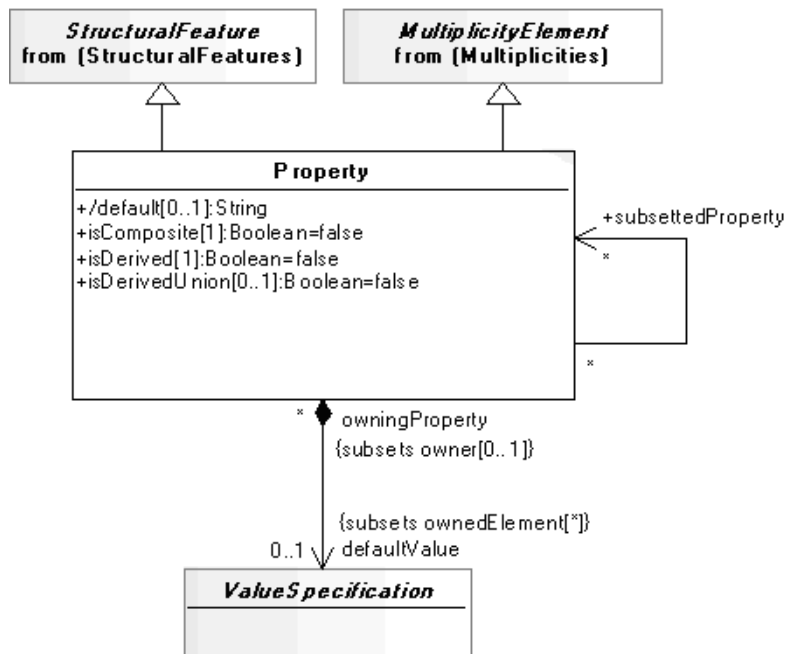 StructuralFeature
from (StructuralFeatures)
MultiplicityElement
from (Multiplicities)
Property
+/default[0..1]:String
+isComposite[1]:Boolean=false
+isDerived[1]:Boolean=false
+isDerivedUnion[0..1]:Boolean=false
+subsettedProperty
*
*
* owningProperty
{subsets owner[0..1]}
{subsets ownedElement[*]}
0..1 defaultValue
ValueSpecification